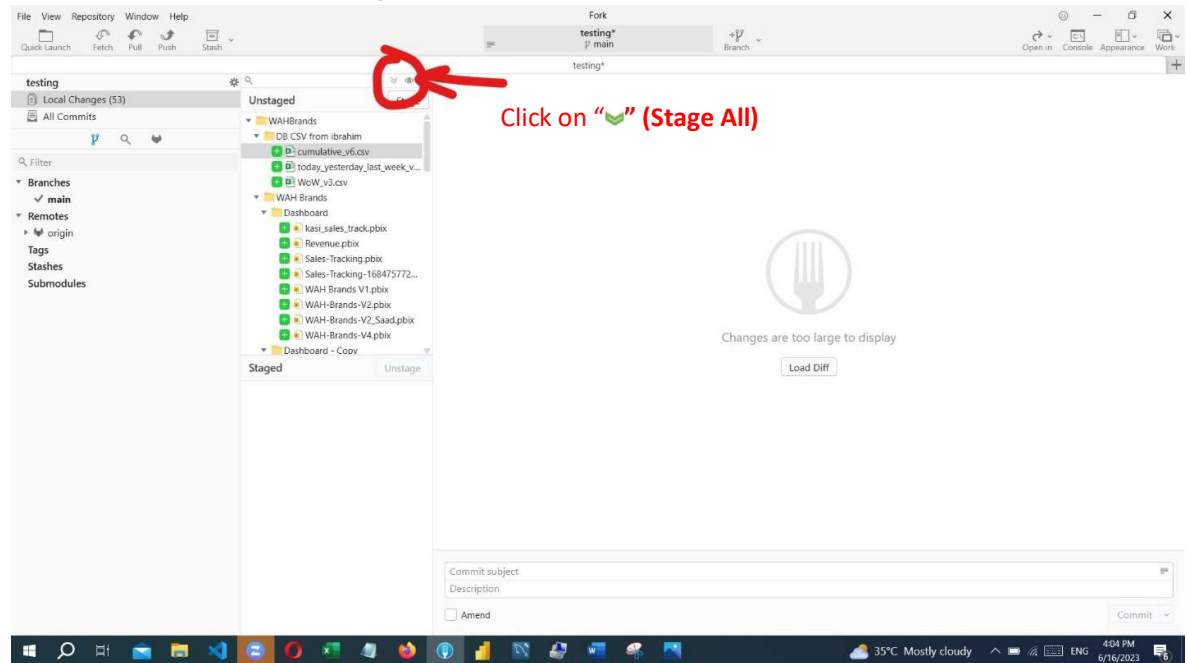 File View Repository Window Help
Fork
Quick Launch Fetch Pull Push Stash
testing*
main
Branch
Open in Console Appearance Work
testing*
testing
Local Changes (53)
All Commits
Filter
Branches
main
Remotes
origin
Tags
Stashes
Submodules
Unstaged
WAHBrands
DB CSV from ibrahim
cumulative_v6.csv
today_yesterday_last_week_v...
WoW_v3.csv
WAH Brands
Dashboard
kasi_sales_track.pbix
Revenue.pbix
Sales-Tracking.pbix
Sales-Tracking-168475772...
WAH Brands V1.pbix
WAH-Brands-V2.pbix
WAH-Brands-V2_Saad.pbix
WAH-Brands-V4.pbix
Dashboard - Copy
Staged Unstage
Click on “” (Stage All)
Changes are too large to display
Load Diff
Commit subject
Description
Amend
Commit
35°C Mostly cloudy
ENG
4:04 PM
6/16/2023
6